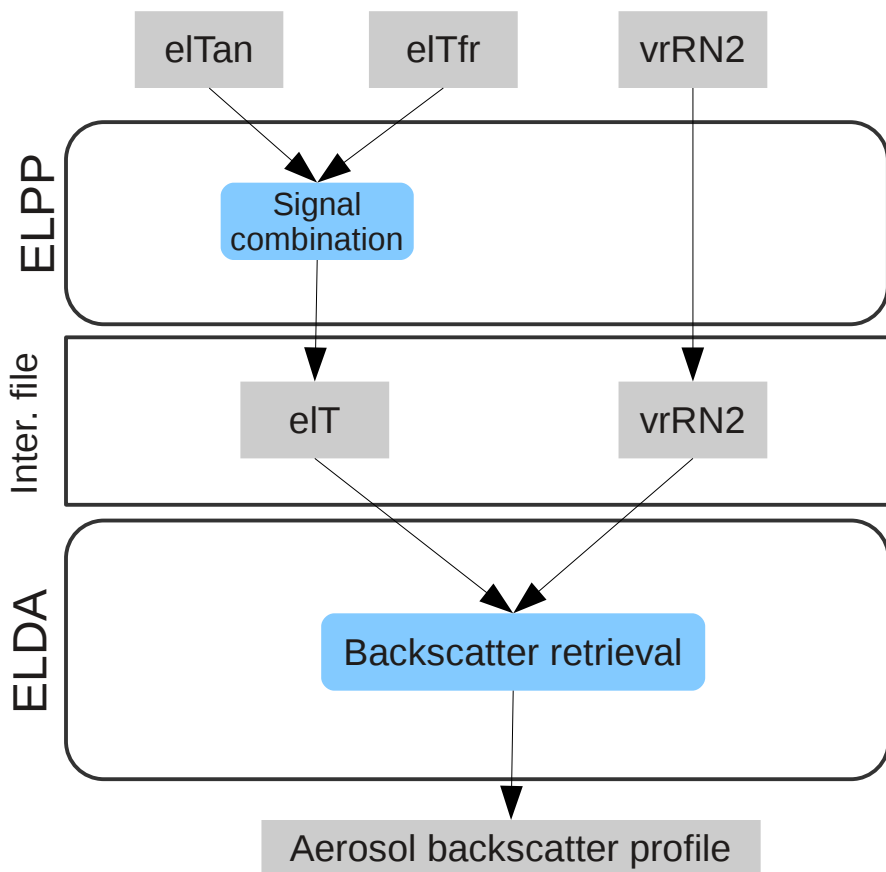 elTan
elTfr
vrRN2
ELPP
Signal
combination
Inter. file
elT
vrRN2
ELDA
Backscatter retrieval
Aerosol backscatter profile